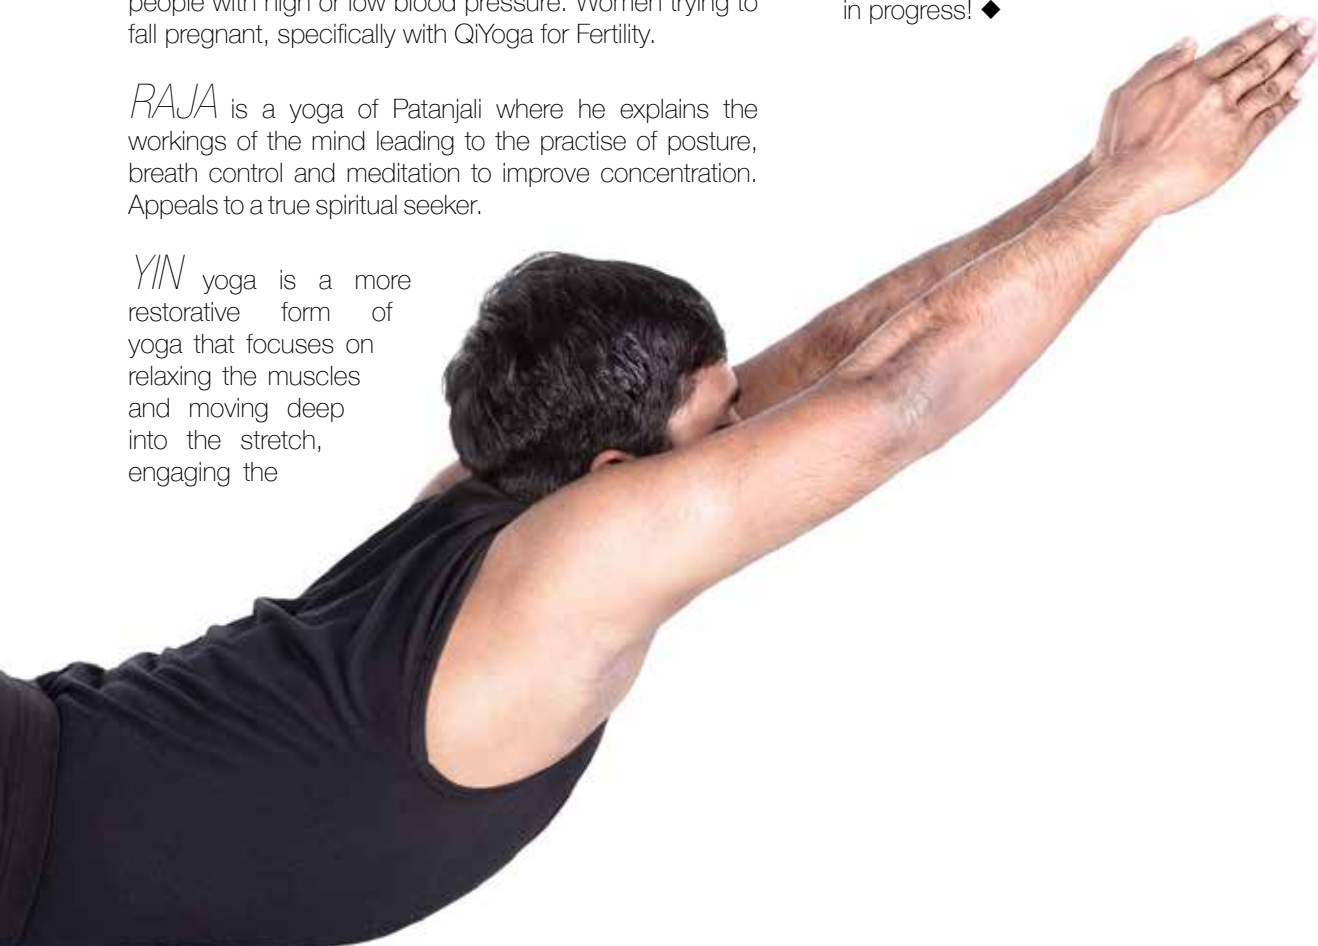 people with high or low blood pressure. Women trying to
fall pregnant, specifically with QiYoga for Fertility.
RAJA is a yoga of Patanjali where he explains the
workings of the mind leading to the practise of posture,
breath control and meditation to improve concentration.
Appeals to a true spiritual seeker.
YIN yoga is a more
restorative form of
yoga that focuses on
relaxing the muscles
and moving deep
into the stretch,
engaging the
in progress! ◆